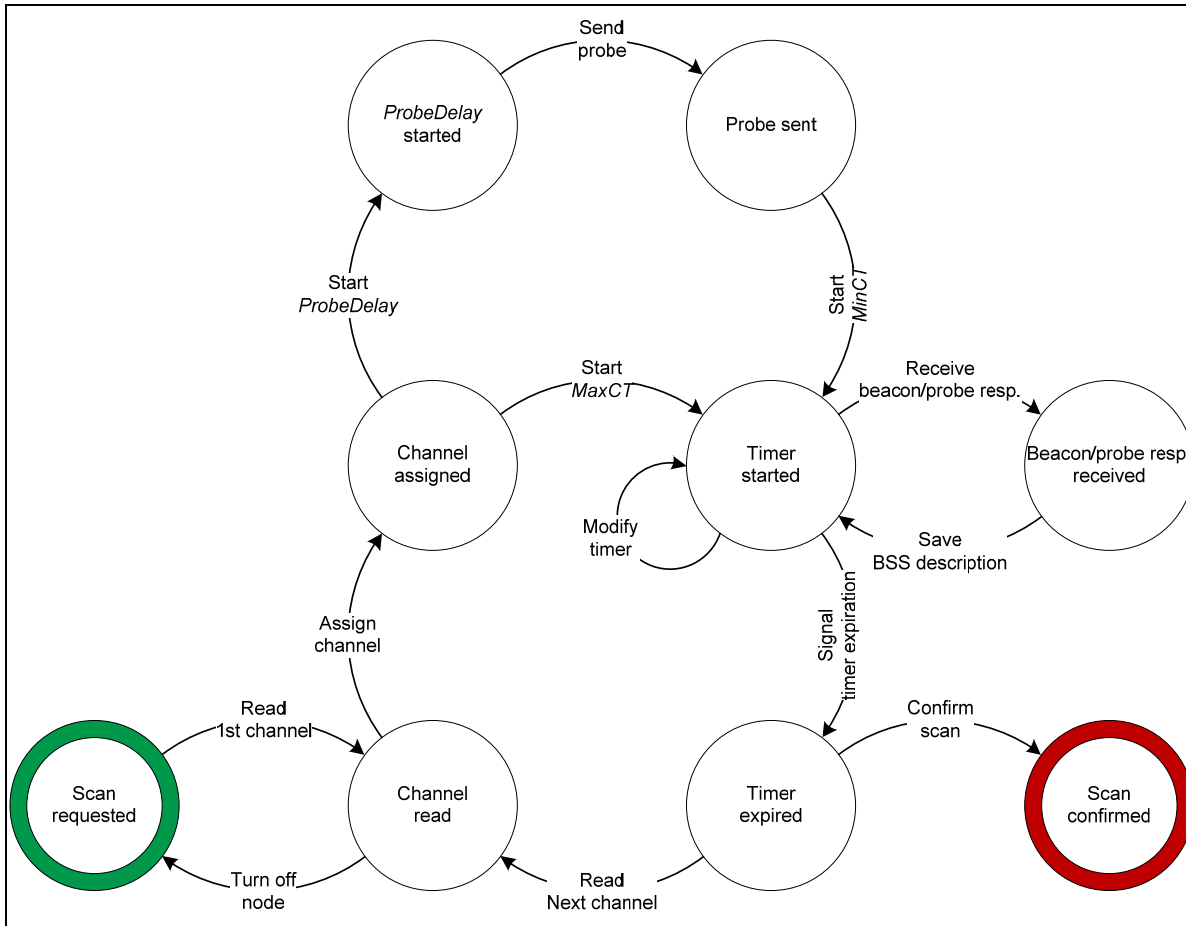 Send
probe
ProbeDelay
started
Probe sent
Start
ProbeDelay
Start
MinCT
Start
MaxCT
Receive
beacon/probe resp.
Channel
assigned
Timer
started
Beacon/probe resp
received
Modify
timer
Save
BSS description
Assign
channel
Signal
timer expiration
Read
1st channel
Confirm
scan
Scan
requested
Channel
read
Timer
expired
Scan
confirmed
Turn off
node
Read
Next channel